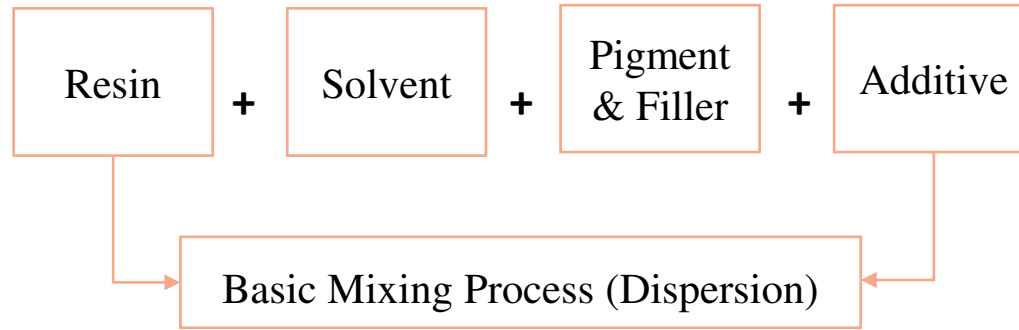 Resin + Solvent + Pigment & Filler + Additive
Basic Mixing Process (Dispersion)